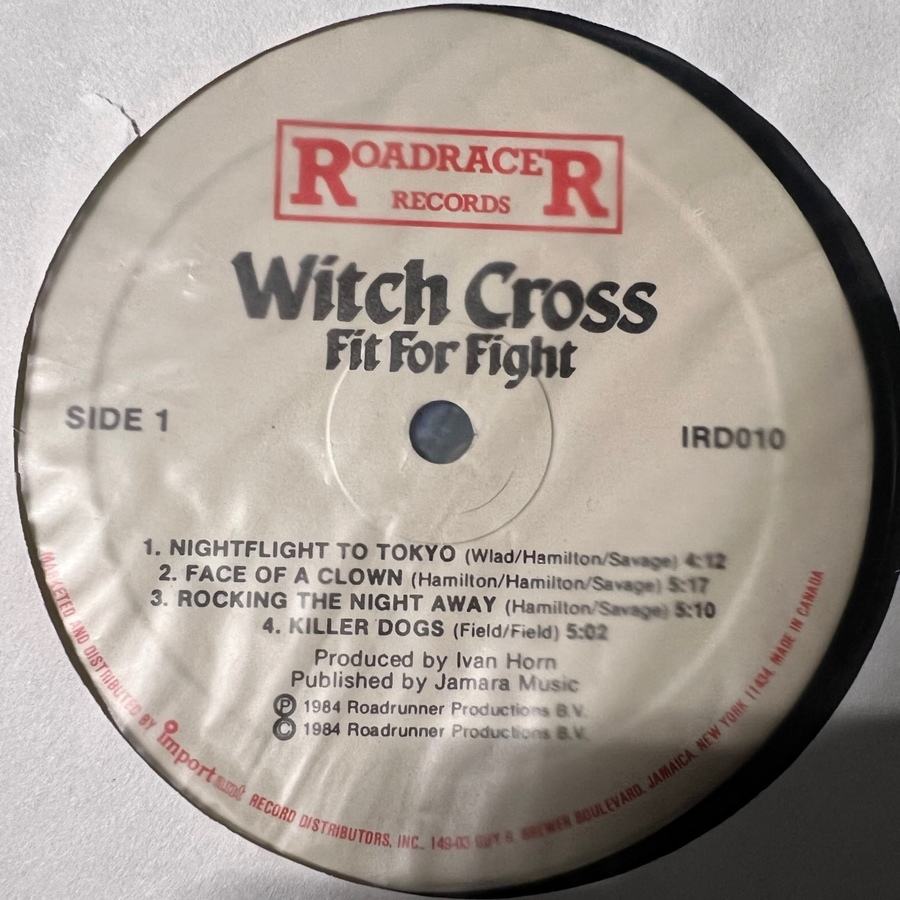 ROADRACER
RECORDS
Witch Cross
Fit For Fight
SIDE 1
IRD010
1. NIGHTFLIGHT TO TOKYO (Wlad/Hamilton/Savage) 4:12
2. FACE OF A CLOWN (Hamilton/Hamilton/Savage) 5:17
3. ROCKING THE NIGHT AWAY (Hamilton/Savage) 5:10
4. KILLER DOGS (Field/Field) 5:02
Produced by Ivan Horn
Published by Jamara Music
Ⓟ 1984 Roadrunner Productions B.V.
© 1984 Roadrunner Productions B.V.
MARKETED AND DISTRIBUTED BY important RECORD DISTRIBUTORS, INC., 149-03 GUY R. BREWER BOULEVARD, JAMAICA, NEW YORK 11434. MADE IN CANADA